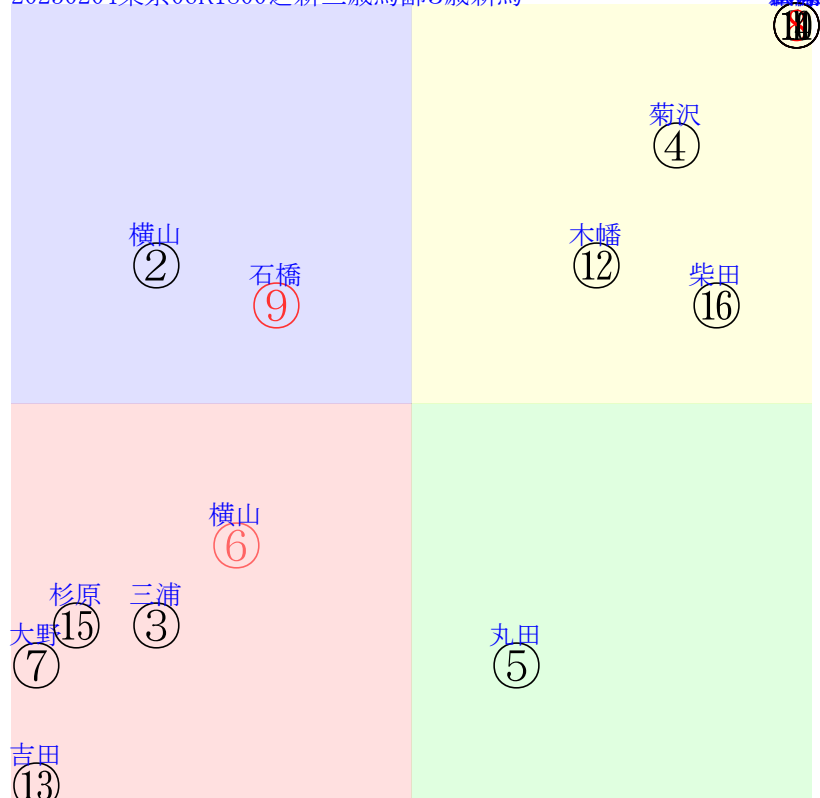 菊沢
④
横山
②
木幡
⑫
石橋
⑨
柴田
⑯
横山
⑥
杉原
⑮
三浦
③
大野
⑦
丸田
⑤
吉田
⑬